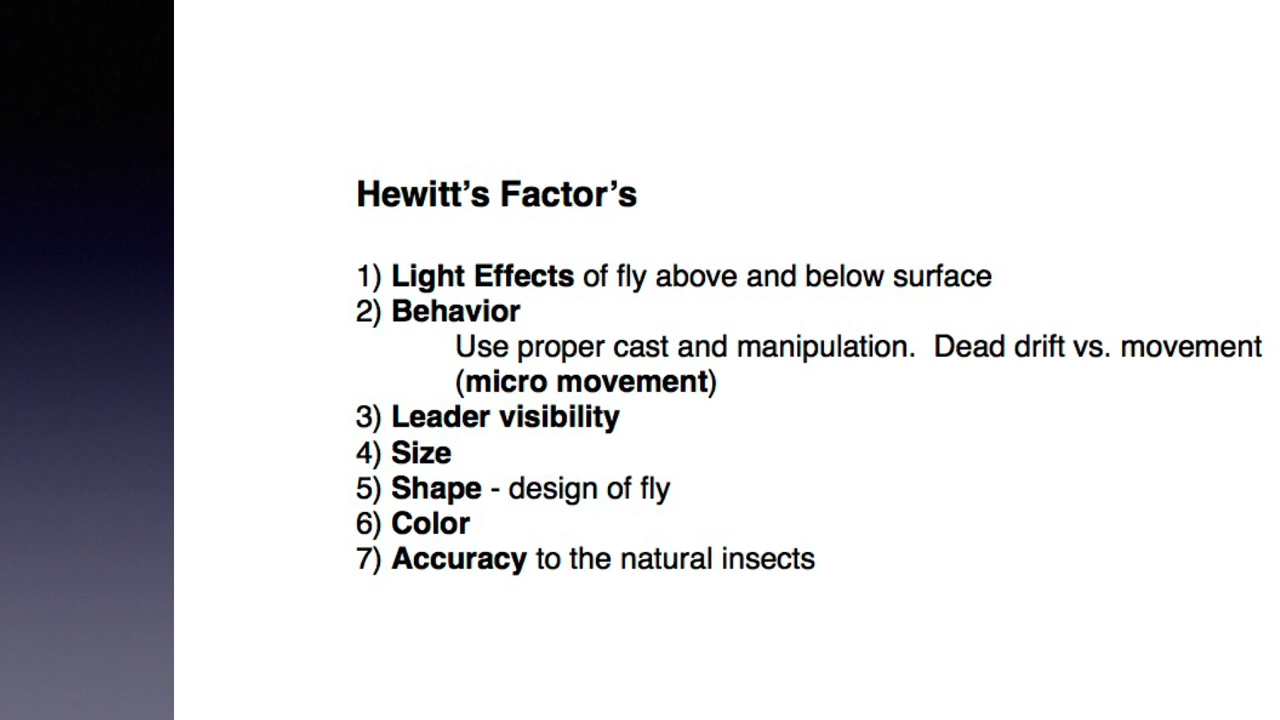 Hewitt’s Factor’s
1) Light Effects of fly above and below surface
2) Behavior
Use proper cast and manipulation.  Dead drift vs. movement
(micro movement)
3) Leader visibility
4) Size
5) Shape - design of fly
6) Color
7) Accuracy to the natural insects